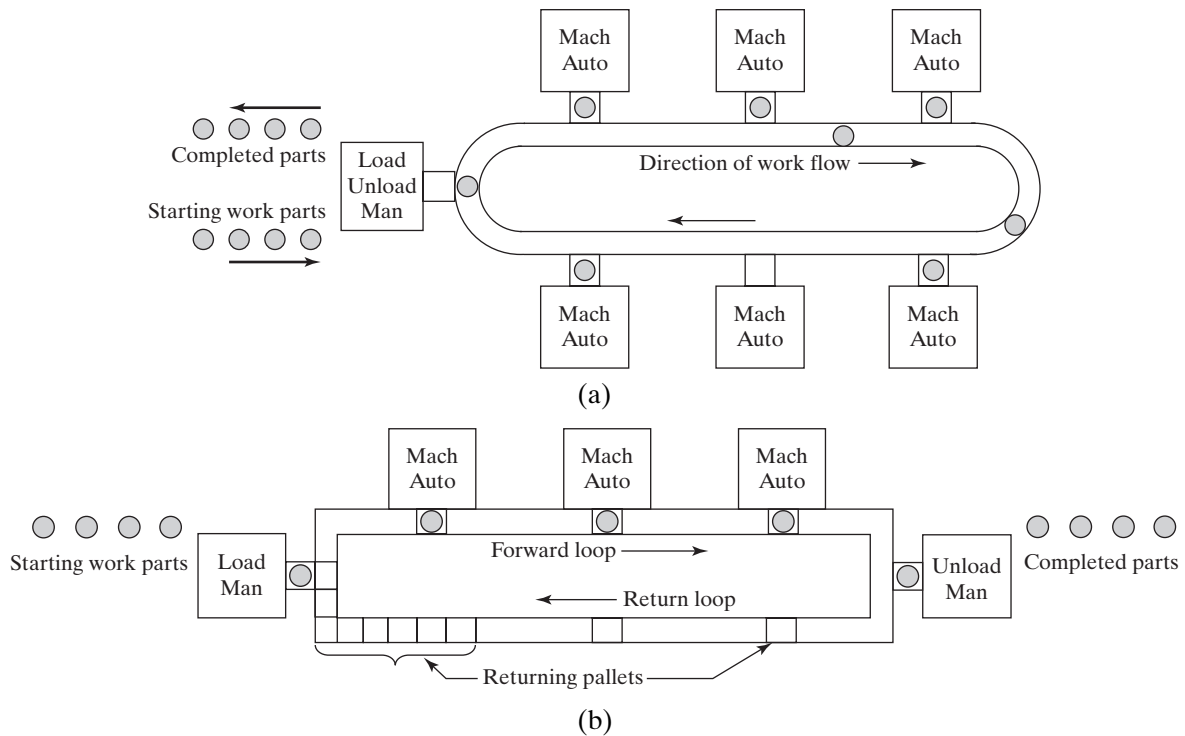 Mach
Auto
Mach
Auto
Mach
Auto
Completed parts
Load
Unload
Man
Direction of work flow
Starting work parts
Mach
Auto
Mach
Auto
Mach
Auto
(a)
Mach
Auto
Mach
Auto
Mach
Auto
Starting work parts
Load
Man
Forward loop
Return loop
Unload
Man
Completed parts
Returning pallets
(b)